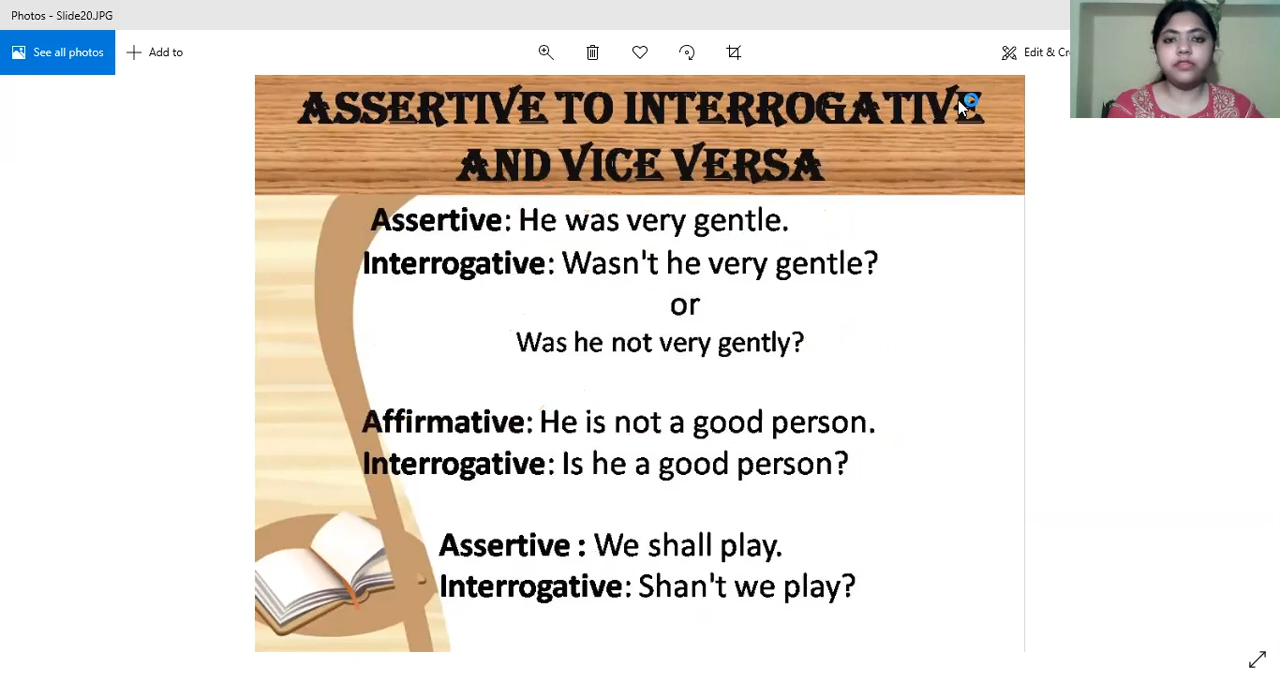 Photos - Slide20.JPG
See all photos
Add to
Edit & Cr
ASSERTIVE TO INTERROGATIVE
AND VICE VERSA
Assertive: He was very gentle.
Interrogative: Wasn't he very gentle?
or
Was he not very gently?
Affirmative: He is not a good person.
Interrogative: Is he a good person?
Assertive : We shall play.
Interrogative: Shan't we play?